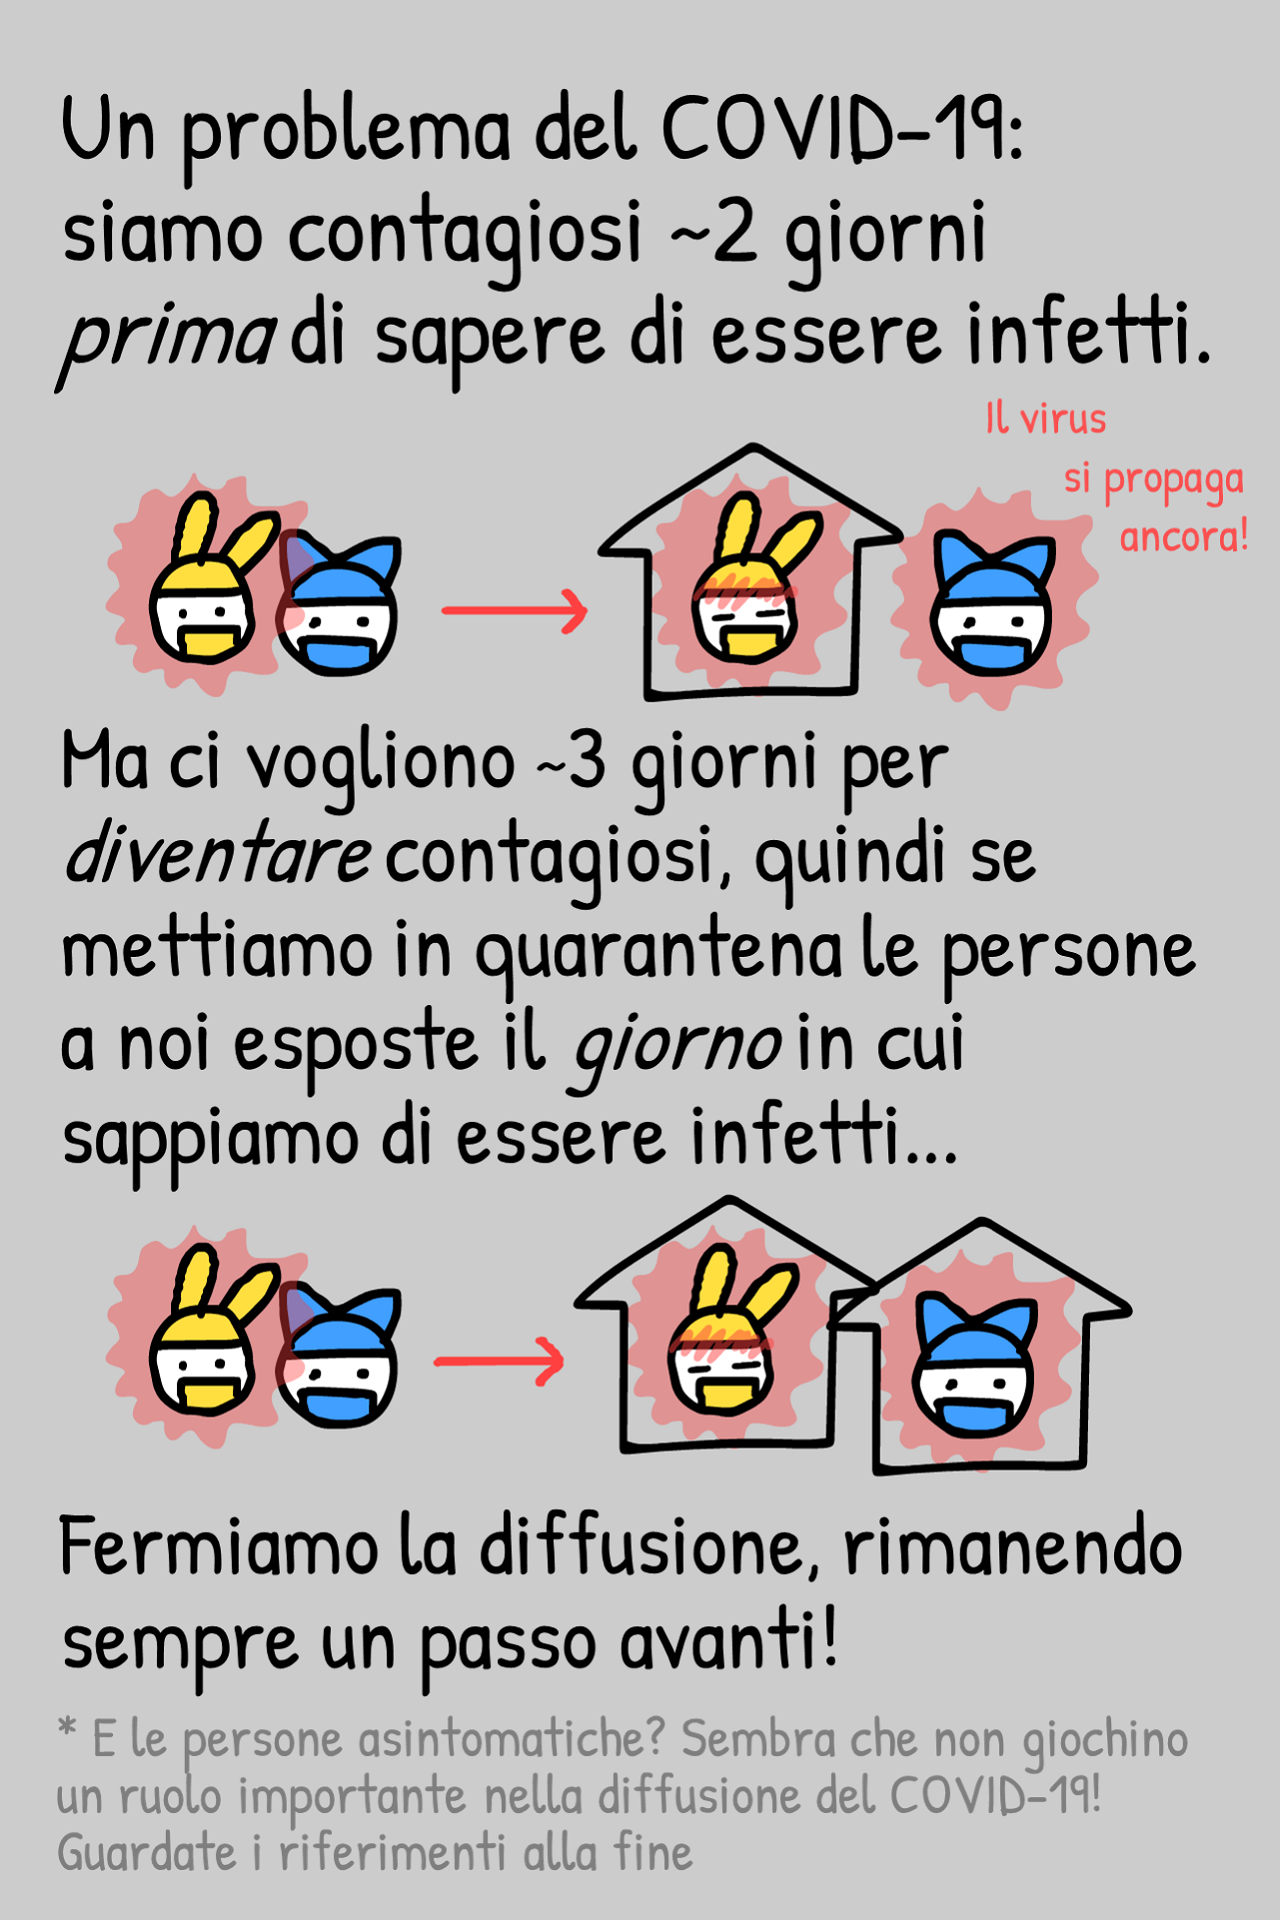 Un problema del COVID-19:
siamo contagiosi ~2 giorni
prima di sapere di essere infetti.
Il virus
si propaga
ancora!
Ma ci vogliono ~3 giorni per
diventare contagiosi, quindi se
mettiamo in quarantena le persone
a noi esposte il giorno in cui
sappiamo di essere infetti...
Fermiamo la diffusione, rimanendo
sempre un passo avanti!
* E le persone asintomatiche? Sembra che non giochino
un ruolo importante nella diffusione del COVID-19!
Guardate i riferimenti alla fine